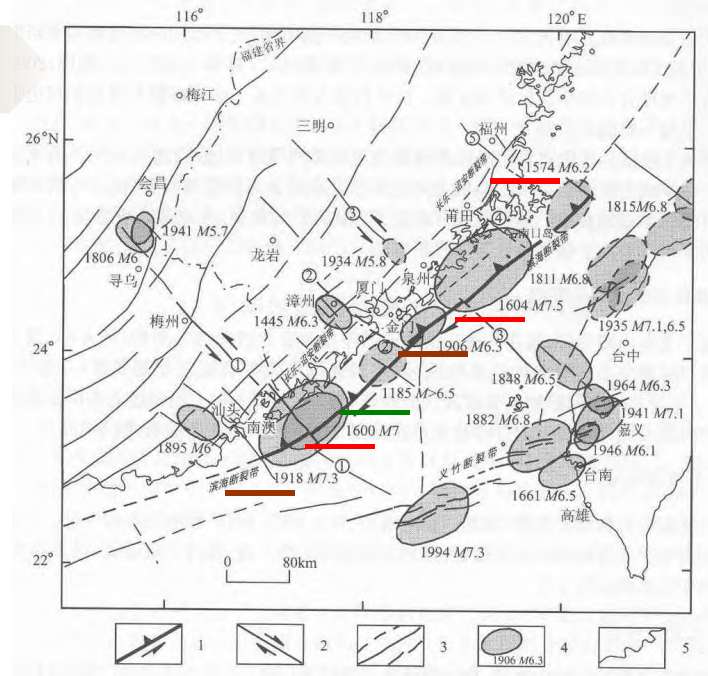 116°
118°
120°E
福建省界
梅江
三明
26°N
福州
⑤
会昌
长乐-诏安断裂带
1574 M6.2
莆田
1815M6.8
1941 M5.7
③
④
南日岛
1806 M6
龙岩
1934 M5.8
滨海断裂带
寻乌
泉州
②
厦门
1811 M6.8
漳州
1604 M7.5
梅州
1445 M6.3
金门
1935 M7.1,6.5
③
24°
②
1906 M6.3
台中
①
长乐-诏安断裂带
1848 M6.5
1964 M6.3
1185 M>6.5
汕头
1882 M6.8
1941 M7.1
南澳
1600 M7
嘉义
1895 M6
1946 M6.1
①
义竹断裂带
1918 M7.3
台南
滨海断裂带
1661 M6.5
高雄
1994 M7.3
22°
0
80km
1
2
3
1906 M6.3
4
5